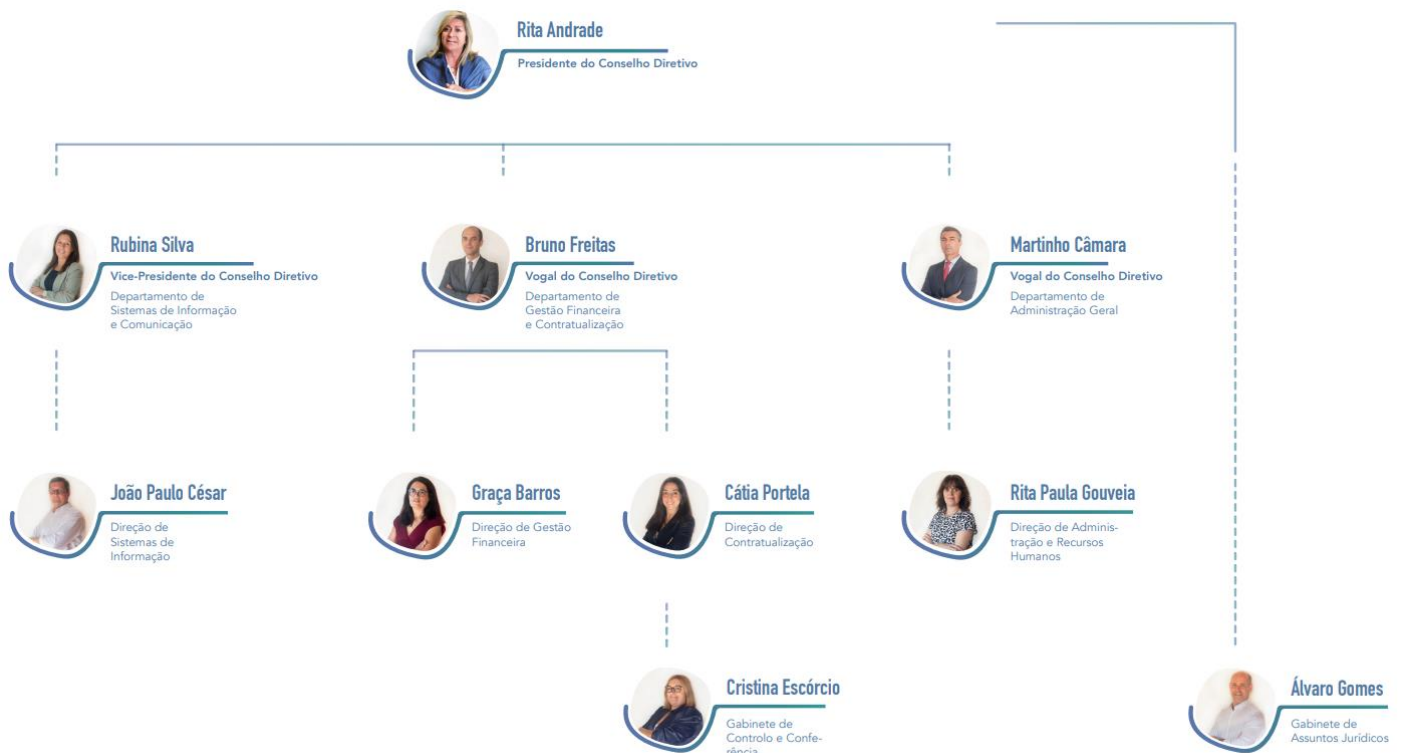 Rita Andrade
Presidente do Conselho Diretivo
Rubina Silva
Vice-Presidente do Conselho Diretivo
Departamento de
Sistemas de Informação
e Comunicação
Bruno Freitas
Vogal do Conselho Diretivo
Departamento de
Gestão Financeira
e Contratualização
Martinho Câmara
Vogal do Conselho Diretivo
Departamento de
Administração Geral
João Paulo César
Direção de
Sistemas de
Informação
Graça Barros
Direção de Gestão
Financeira
Cátia Portela
Direção de
Contratualização
Rita Paula Gouveia
Direção de Adminis-
tração e Recursos
Humanos
Cristina Escórcio
Gabinete de
Controlo e Confe-
rência
Álvaro Gomes
Gabinete de
Assuntos Jurídicos